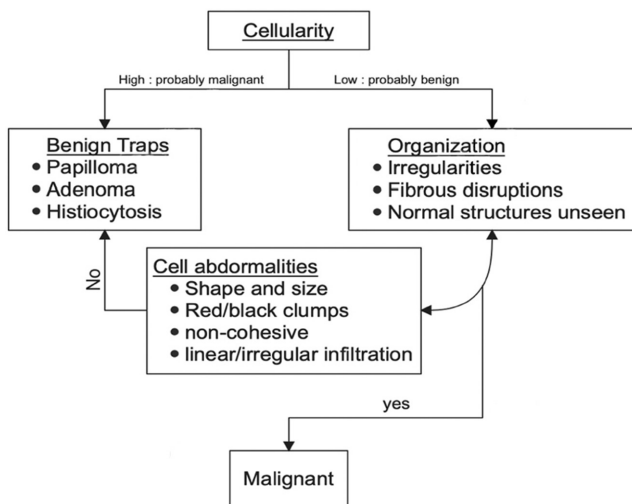 Cellularity
High : probably malignant
Low : probably benign
Benign Traps
• Papilloma
• Adenoma
• Histiocytosis
Organization
• Irregularities
• Fibrous disruptions
• Normal structures unseen
No
Cell abdormalities
• Shape and size
• Red/black clumps
• non-cohesive
• linear/irregular infiltration
yes
Malignant